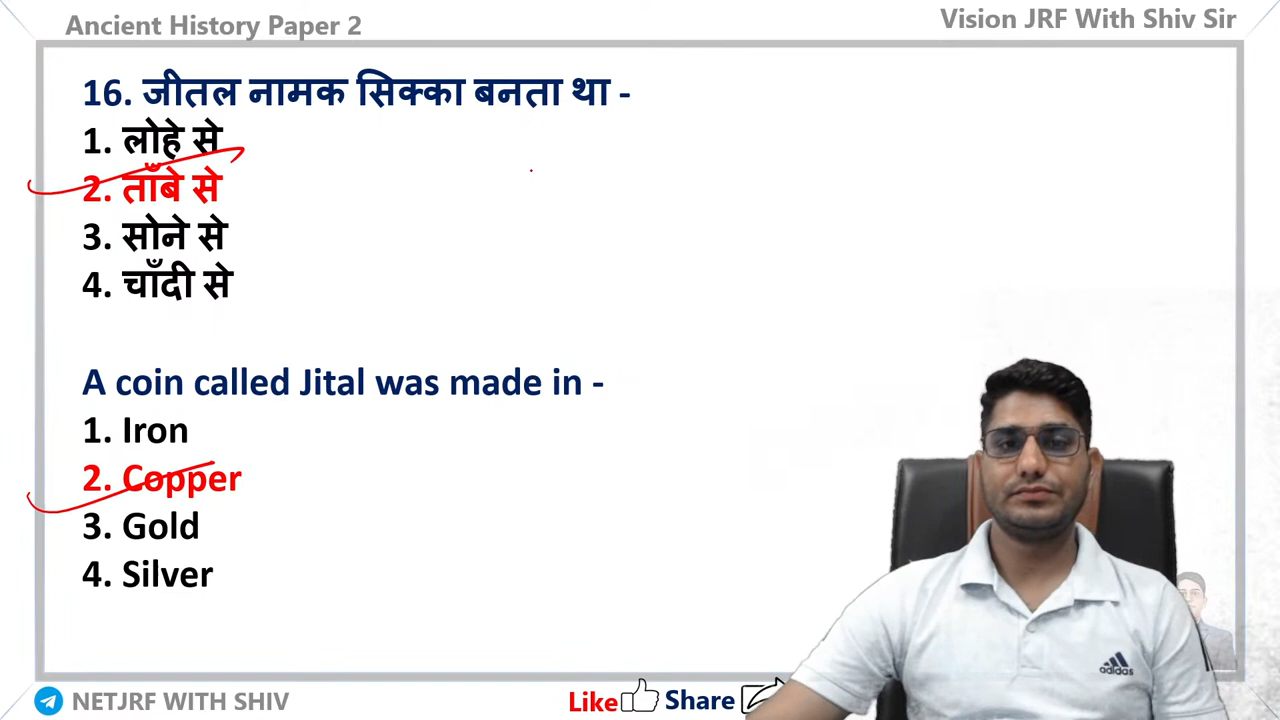 Ancient History Paper 2
Vision JRF With Shiv Sir
16. जीतल नामक सिक्का बनता था -
1. लोहे से
2. ताँबे से
3. सोने से
4. चाँदी से
A coin called Jital was made in -
1. Iron
2. Copper
3. Gold
4. Silver
adidas
NETJRF WITH SHIV
Like Share